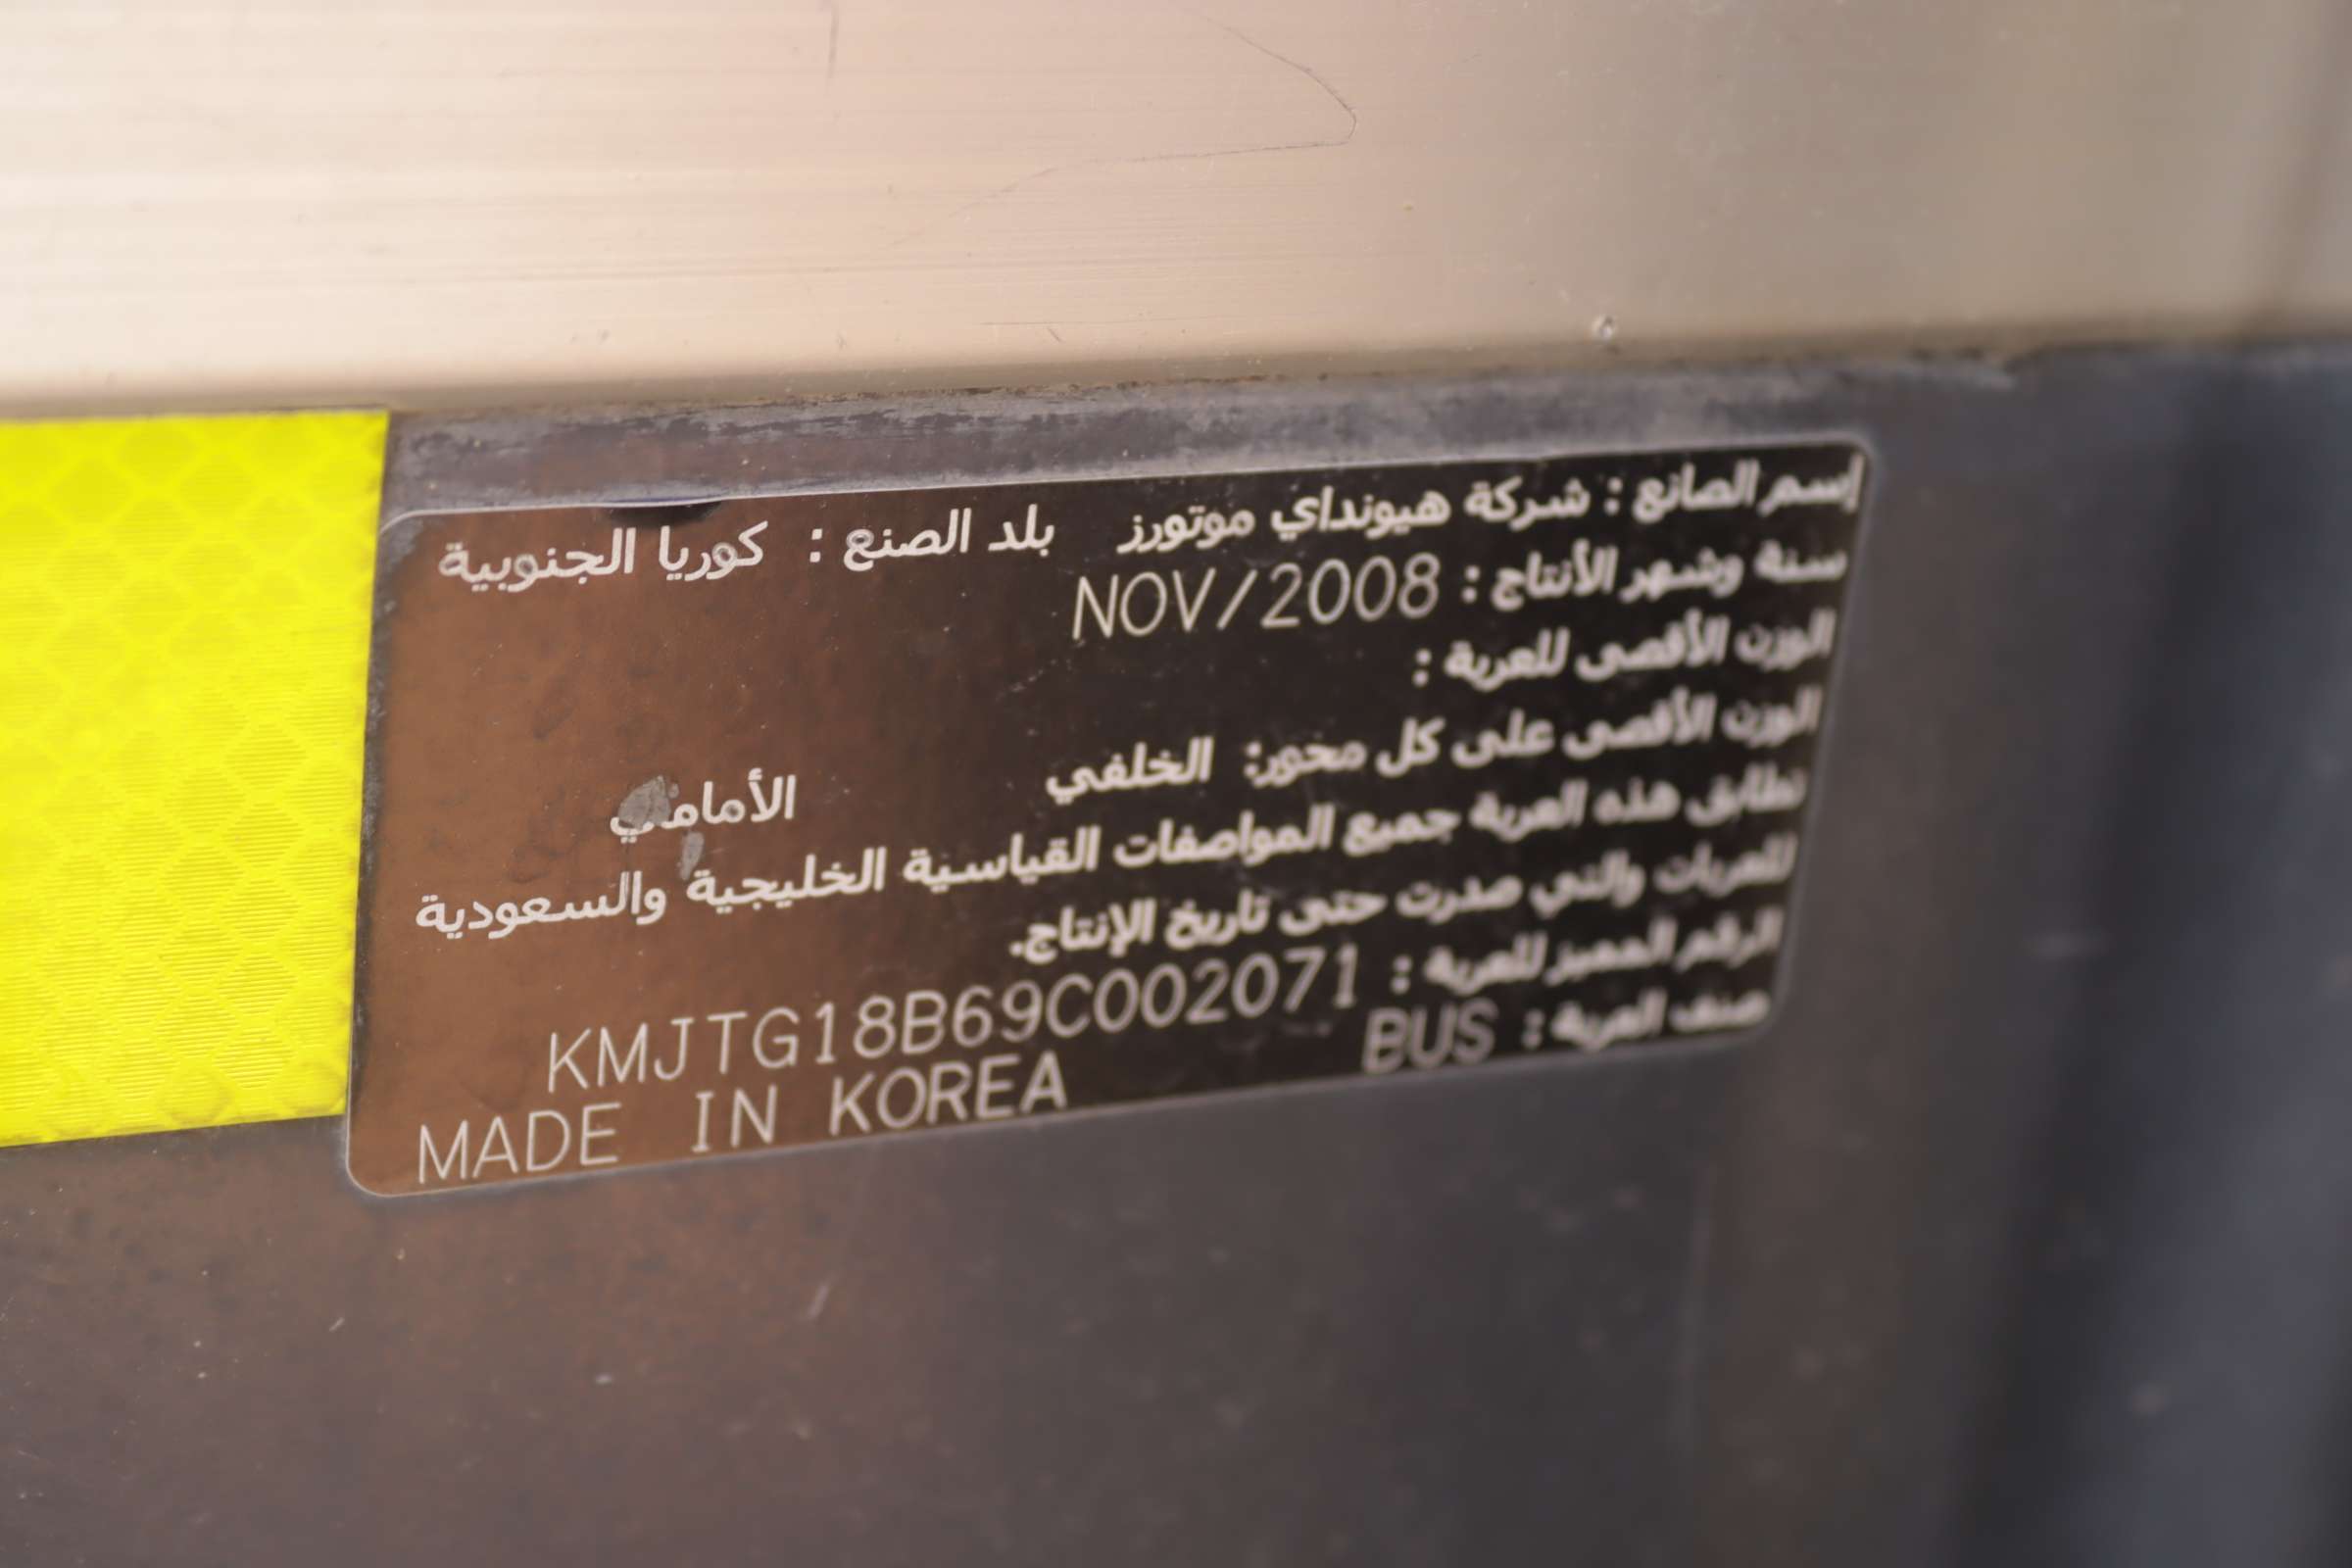 إسم الصانع : شركة هيونداي موتورز بلد الصنع : كوريا الجنوبية
سنة وشهر الأنتاج : NOV/2008
الوزن الأقصى للعربة :
الوزن الأقصى على كل محور: الخلفي الأمامي
تطابق هذه العربة جميع المواصفات القياسية الخليجية والسعودية
للعربات والتي صدرت حتى تاريخ الإنتاج.
الرقم المميز للعربة : KMJTG18B69C002071
صنف العربة : BUS MADE IN KOREA